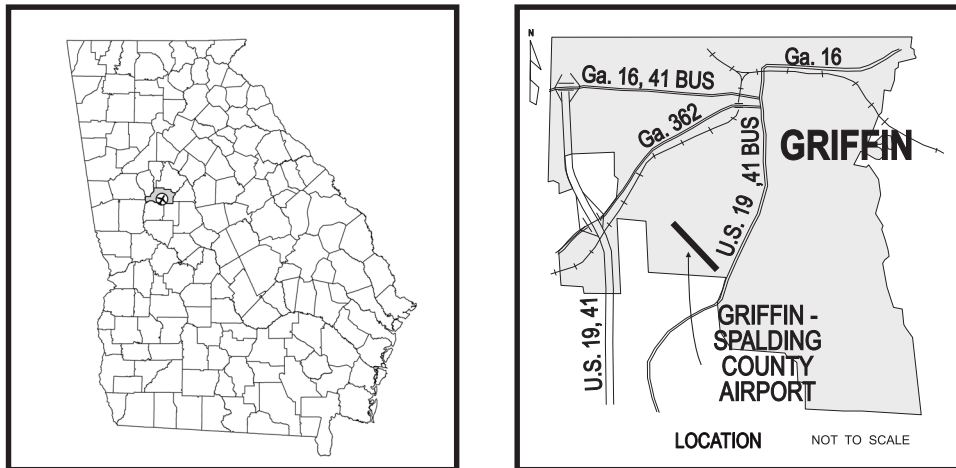 N
Ga. 16
Ga. 16, 41 BUS
Ga. 362
GRIFFIN
U.S. 19 ,41 BUS
U.S. 19, 41
GRIFFIN -
SPALDING
COUNTY
AIRPORT
LOCATION
NOT TO SCALE